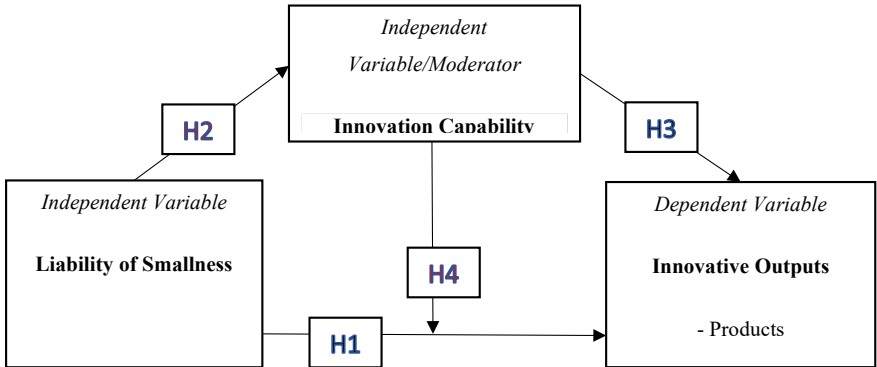 Independent
Variable/Moderator
Innovation Capability
H2
H3
Independent Variable
Liability of Smallness
Dependent Variable
Innovative Outputs
- Products
H4
H1